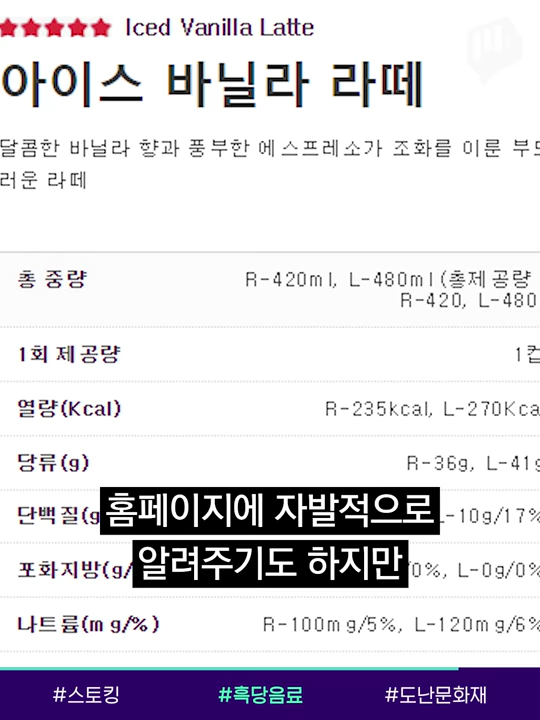 Iced Vanilla Latte
아이스 바닐라 라떼
달콤한 바닐라 향과 풍부한 에스프레소가 조화를 이룬 부드
러운 라떼
총 중량 R-420ml, L-480ml(총제공량
R-420, L-480
1회 제공량 1컵
열량(Kcal) R-235kcal, L-270Kca
당류(g) R-36g, L-41g
단백질(g L-10g/17%
포화지방(g/ /0%, L-0g/0%
나트륨(mg/%) R-100mg/5%, L-120mg/6%
홈페이지에 자발적으로
알려주기도 하지만
#스토킹 #흑당음료 #도난문화재